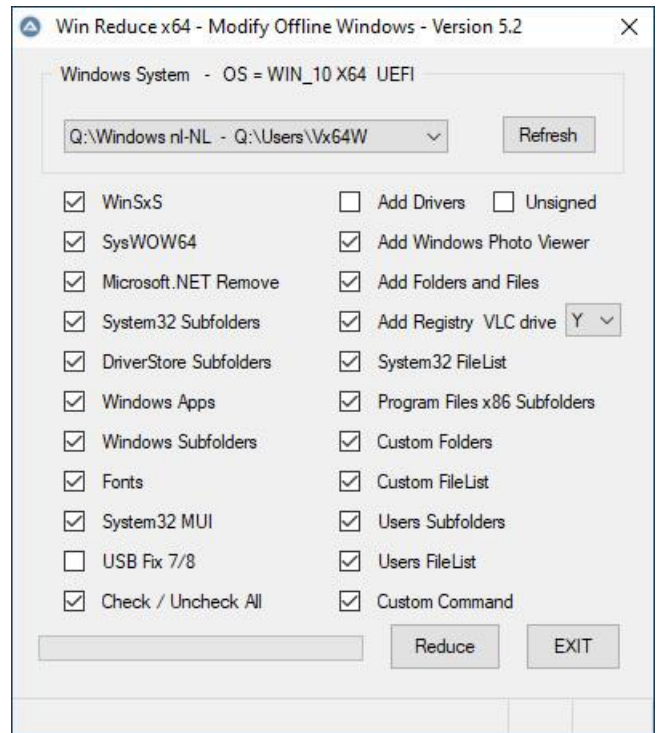 Win Reduce x64 - Modify Offline Windows - Version 5.2
Windows System - OS = WIN_10 X64 UEFI
Q:\Windows nl-NL - Q:\Users\Vx64W
Refresh
WinSxS
Add Drivers
Unsigned
SysWOW64
Add Windows Photo Viewer
Microsoft.NET Remove
Add Folders and Files
System32 Subfolders
Add Registry VLC drive
Y
DriverStore Subfolders
System32 FileList
Windows Apps
Program Files x86 Subfolders
Windows Subfolders
Custom Folders
Fonts
Custom FileList
System32 MUI
Users Subfolders
USB Fix 7/8
Users FileList
Check / Uncheck All
Custom Command
Reduce
EXIT